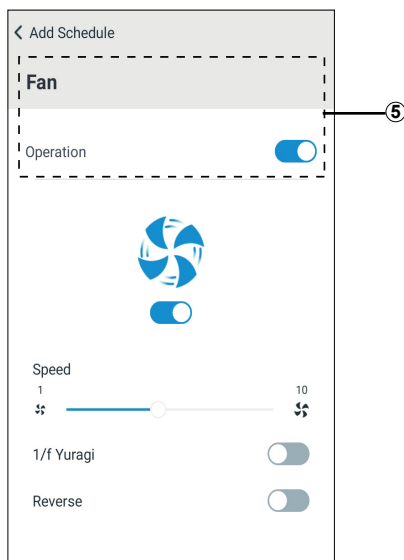 Add Schedule
Fan
⑤
Operation
Speed
1 10
1/f Yuragi
Reverse